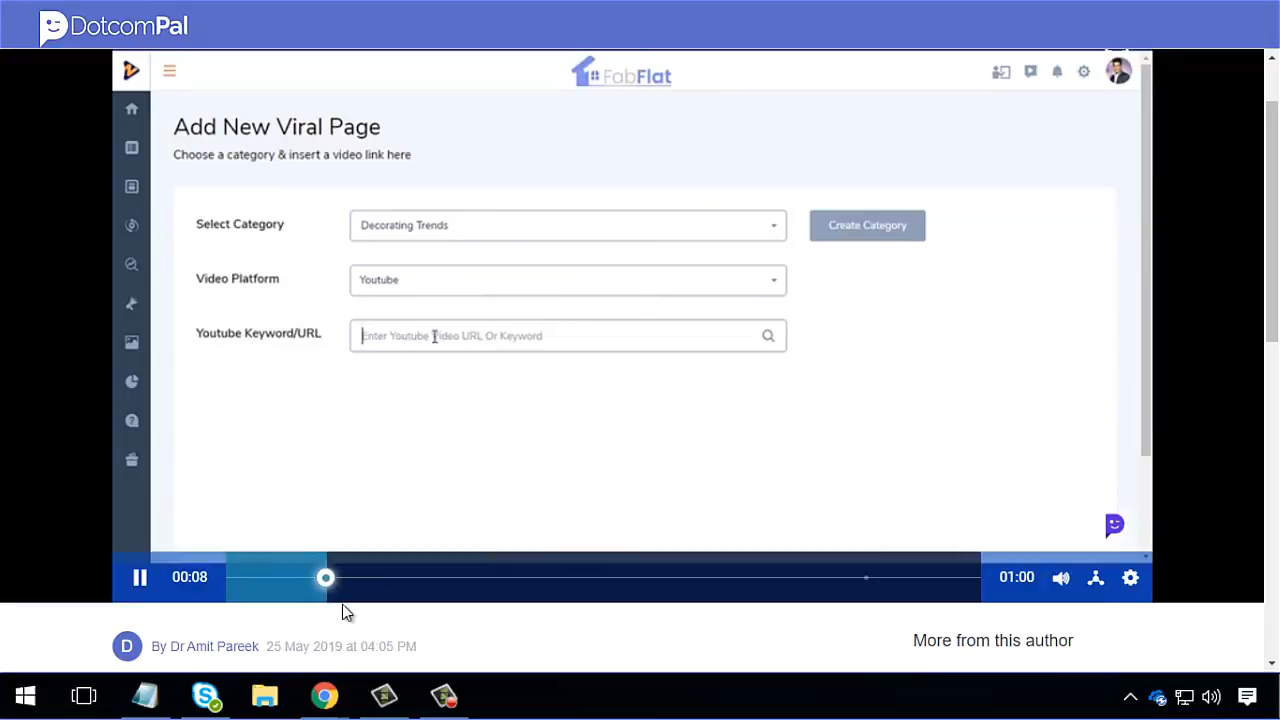 DotcomPal
FabFlat
Add New Viral Page
Choose a category & insert a video link here
Select Category
Decorating Trends
Create Category
Video Platform
Youtube
Youtube Keyword/URL
Enter Youtube Video URL Or Keyword
00:08
01:00
D
By Dr Amit Pareek 25 May 2019 at 04:05 PM
More from this author